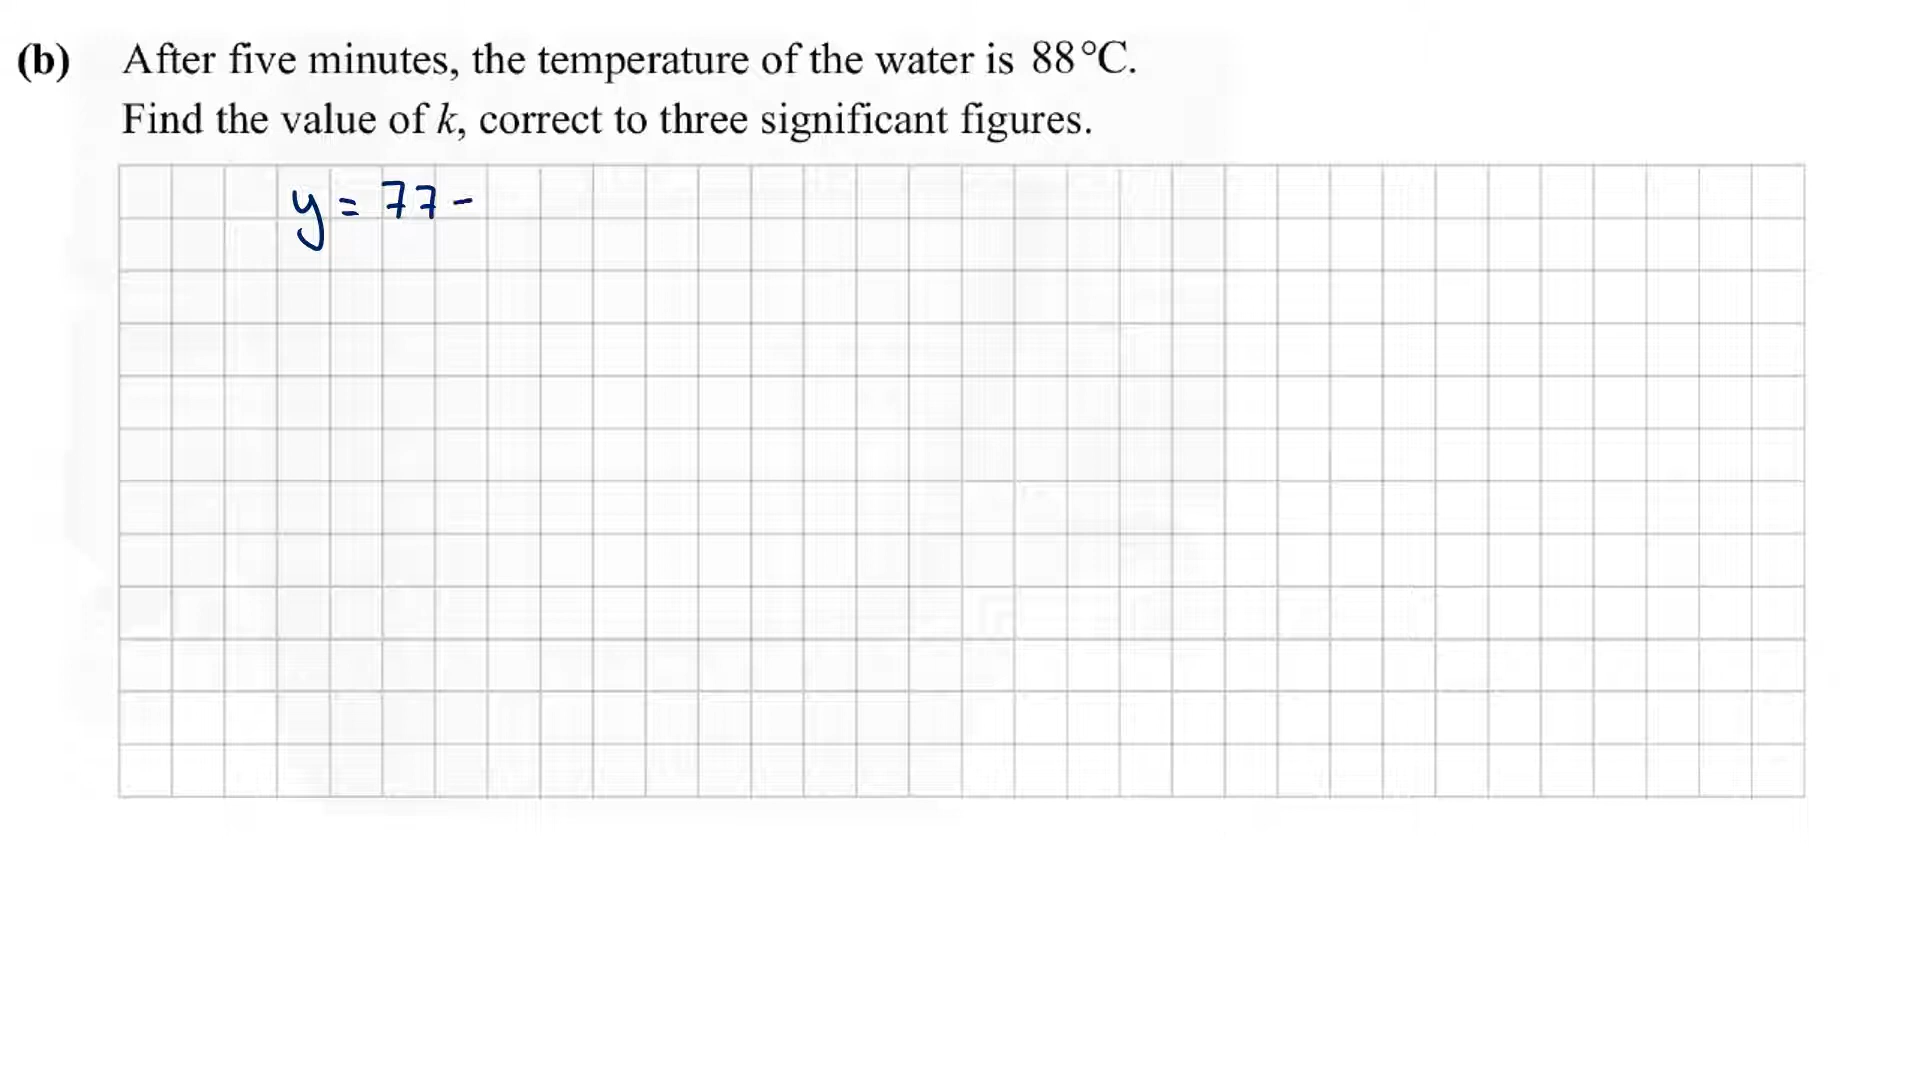 (b) After five minutes, the temperature of the water is 88°C.
Find the value of k, correct to three significant figures.
y = 77 -